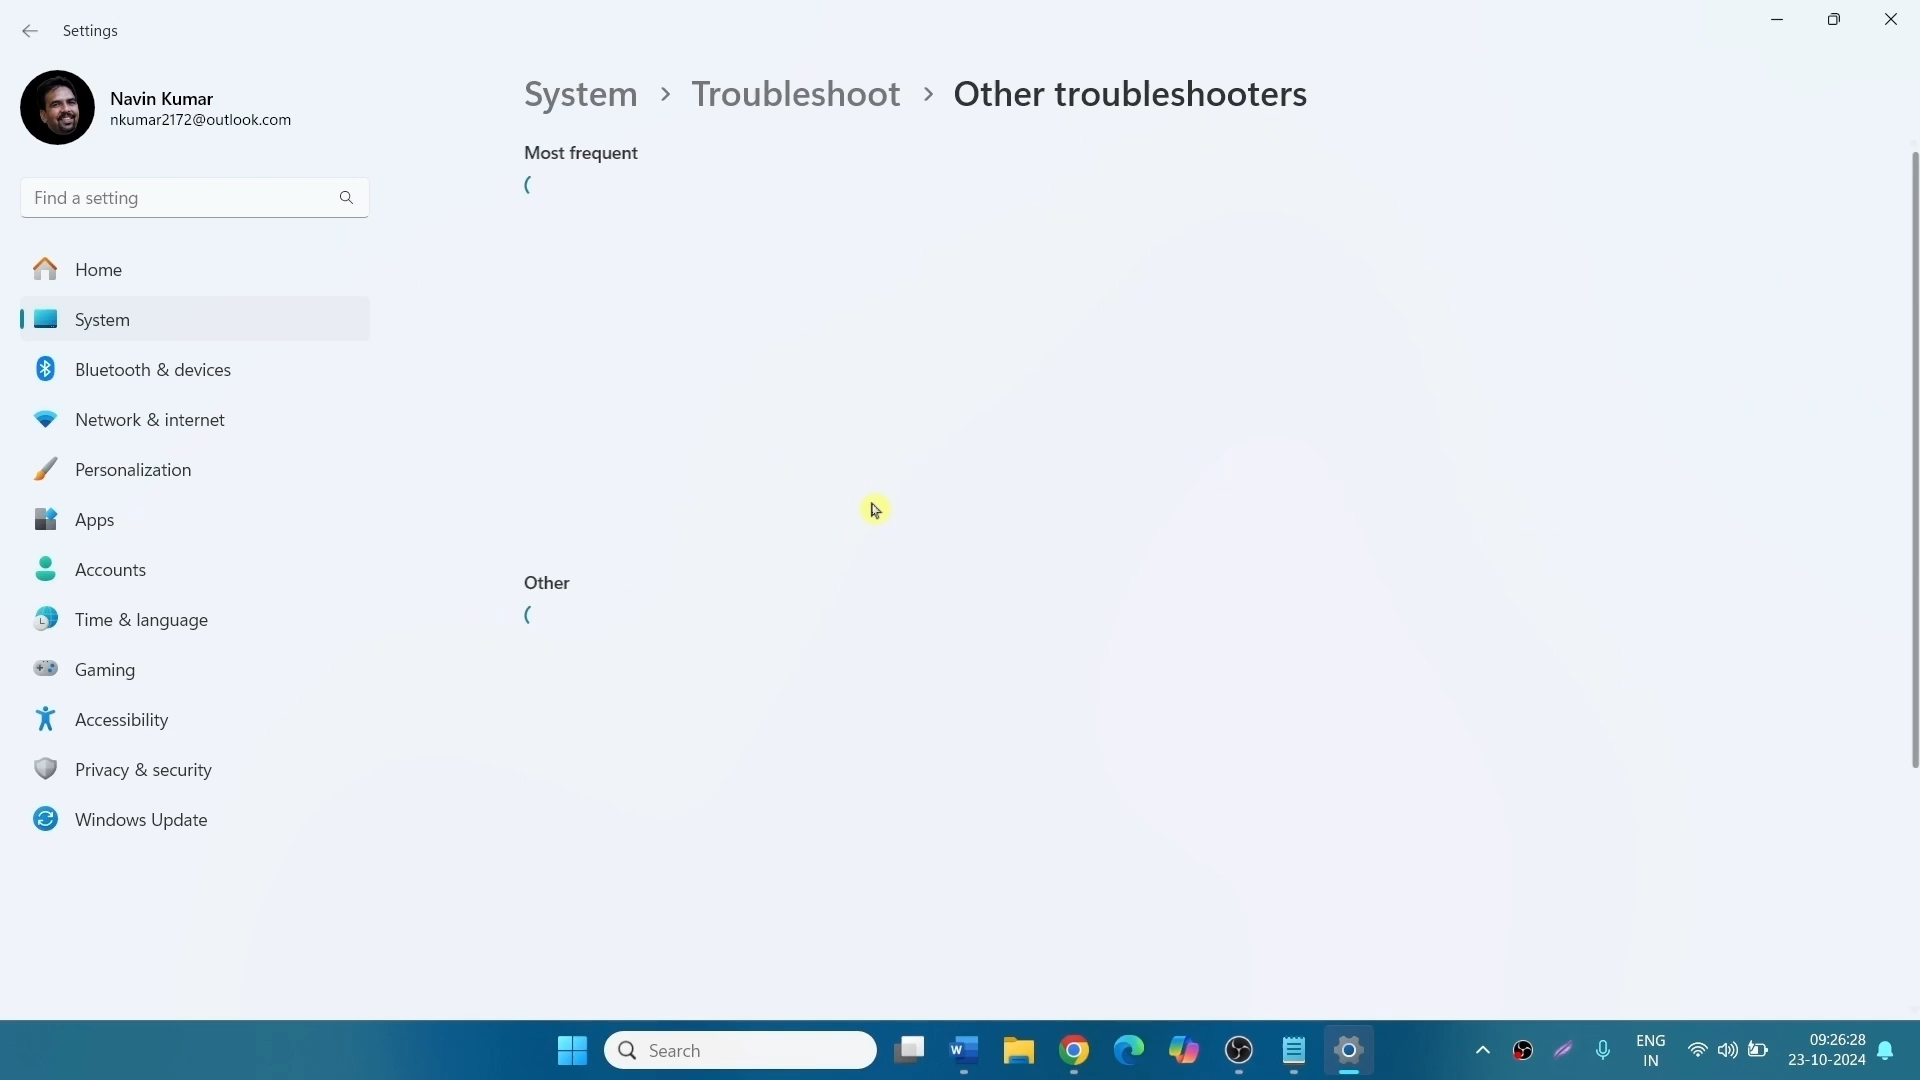 Settings
Navin Kumar
nkumar2172@outlook.com
Find a setting
Home
System
Bluetooth & devices
Network & internet
Personalization
Apps
Accounts
Time & language
Gaming
Accessibility
Privacy & security
Windows Update
System > Troubleshoot > Other troubleshooters
Most frequent
Other
Search
ENG
IN
09:26:28
23-10-2024